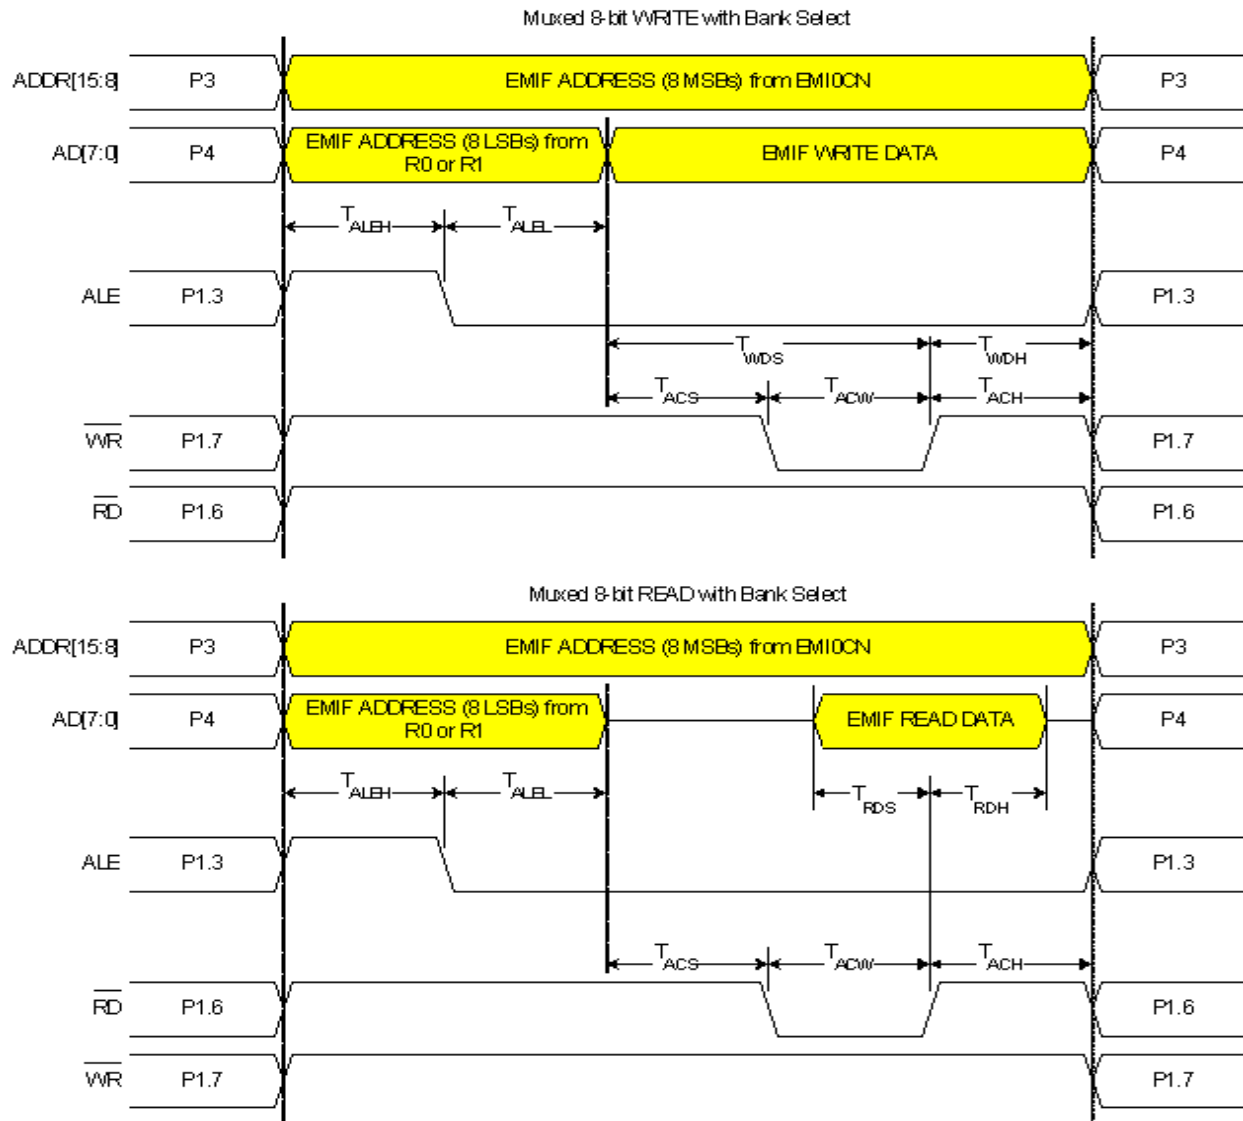 Muxed 8-bit WRITE with Bank Select
ADDR[15:8] P3 EMIF ADDRESS (8 MSBs) from EMI0CN P3
AD[7:0] P4 EMIF ADDRESS (8 LSBs) from R0 or R1 EMIF WRITE DATA P4
TALEH TALEL
ALE P1.3 P1.3
TWDS TWDH
TACS TACW TACH
WR P1.7 P1.7
RD P1.6 P1.6
Muxed 8-bit READ with Bank Select
ADDR[15:8] P3 EMIF ADDRESS (8 MSBs) from EMI0CN P3
AD[7:0] P4 EMIF ADDRESS (8 LSBs) from R0 or R1 EMIF READ DATA P4
TALEH TALEL TRDS TRDH
ALE P1.3 P1.3
TACS TACW TACH
RD P1.6 P1.6
WR P1.7 P1.7